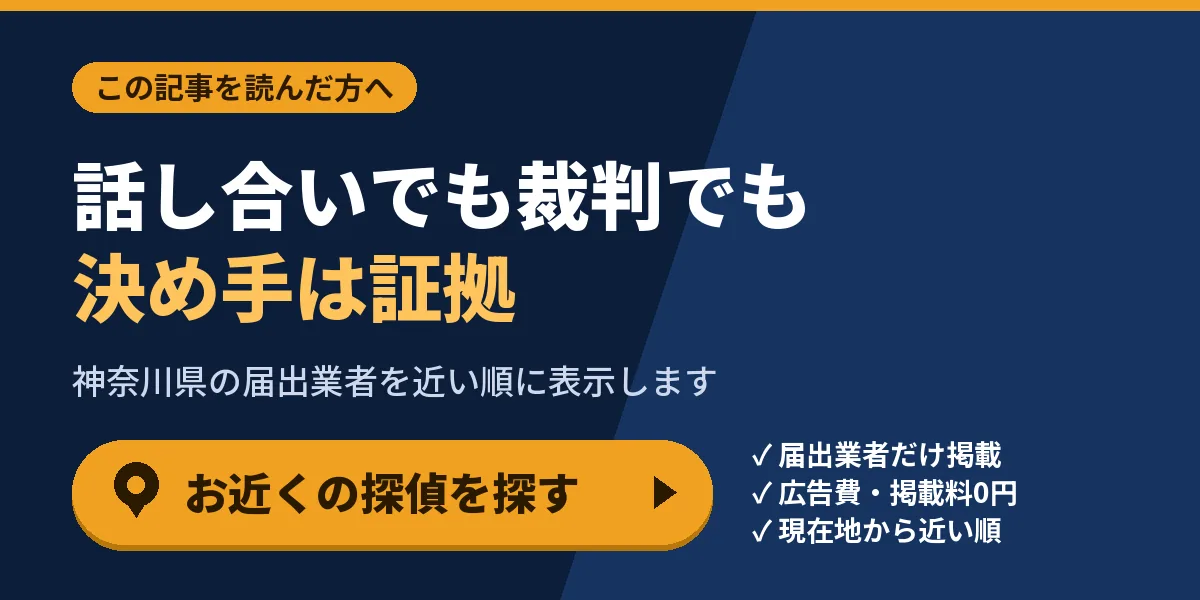 この記事を読んだ方へ
話し合いでも裁判でも
決め手は証拠
神奈川県の届出業者を近い順に表示します
お近くの探偵を探す
✓届出業者だけ掲載
✓広告費・掲載料0円
✓現在地から近い順